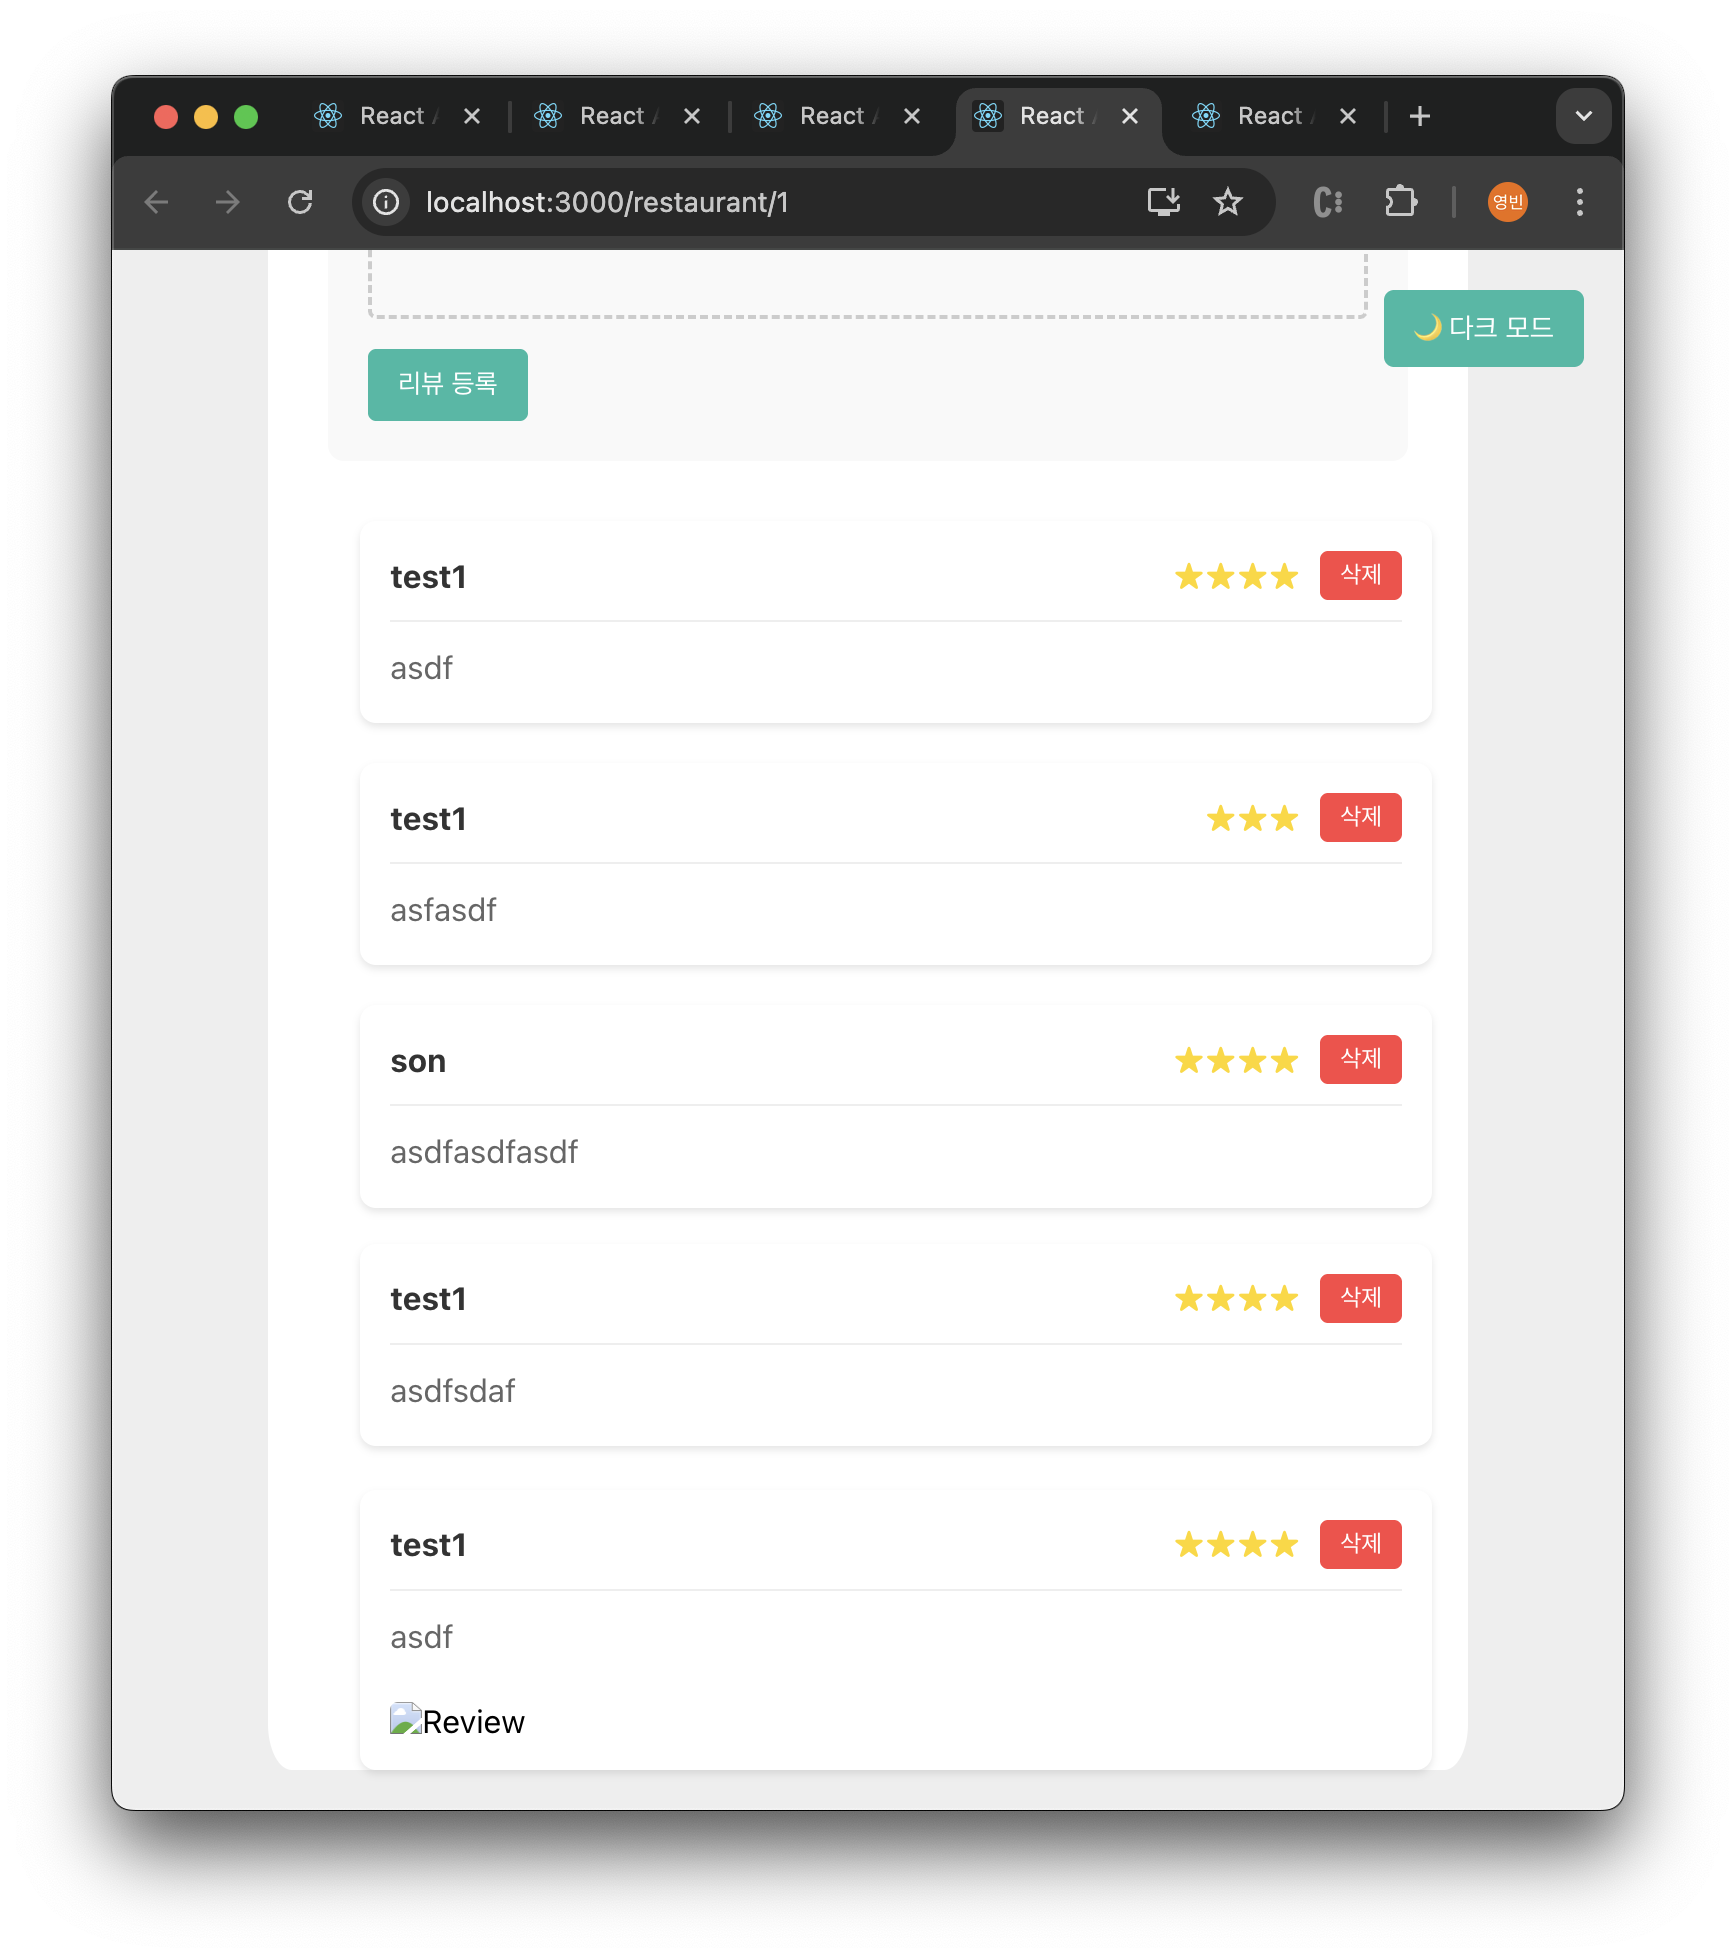 React
React
React
React
React
localhost:3000/restaurant/1
영빈
🌙 다크 모드
리뷰 등록
test1
삭제
asdf
test1
삭제
asfasdf
son
삭제
asdfasdfasdf
test1
삭제
asdfsdaf
test1
삭제
asdf
Review